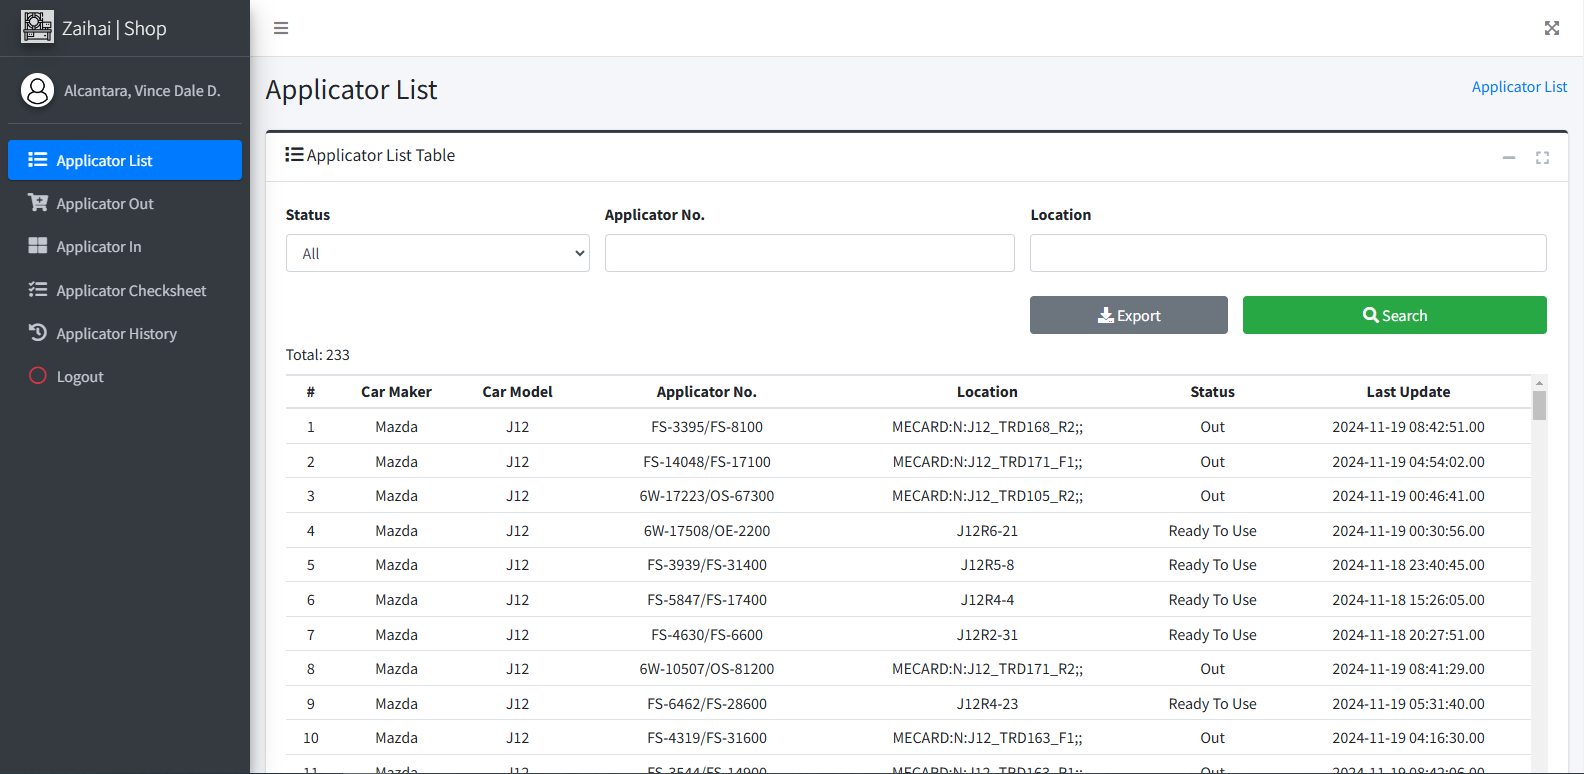 Zaihai | Shop
Alcantara, Vince Dale D.
Applicator List
Applicator Out
Applicator In
Applicator Checksheet
Applicator History
Logout
Applicator List
Applicator List
Applicator List Table
Status Applicator No. Location
All
Export Search
Total: 233
# Car Maker Car Model Applicator No. Location Status Last Update
1 Mazda J12 FS-3395/FS-8100 MECARD:N:J12_TRD168_R2;; Out 2024-11-19 08:42:51.00
2 Mazda J12 FS-14048/FS-17100 MECARD:N:J12_TRD171_F1;; Out 2024-11-19 04:54:02.00
3 Mazda J12 6W-17223/OS-67300 MECARD:N:J12_TRD105_R2;; Out 2024-11-19 00:46:41.00
4 Mazda J12 6W-17508/OE-2200 J12R6-21 Ready To Use 2024-11-19 00:30:56.00
5 Mazda J12 FS-3939/FS-31400 J12R5-8 Ready To Use 2024-11-18 23:40:45.00
6 Mazda J12 FS-5847/FS-17400 J12R4-4 Ready To Use 2024-11-18 15:26:05.00
7 Mazda J12 FS-4630/FS-6600 J12R2-31 Ready To Use 2024-11-18 20:27:51.00
8 Mazda J12 6W-10507/OS-81200 MECARD:N:J12_TRD171_R2;; Out 2024-11-19 08:41:29.00
9 Mazda J12 FS-6462/FS-28600 J12R4-23 Ready To Use 2024-11-19 05:31:40.00
10 Mazda J12 FS-4319/FS-31600 MECARD:N:J12_TRD163_F1;; Out 2024-11-19 04:16:30.00
11 Mazda J12 Out